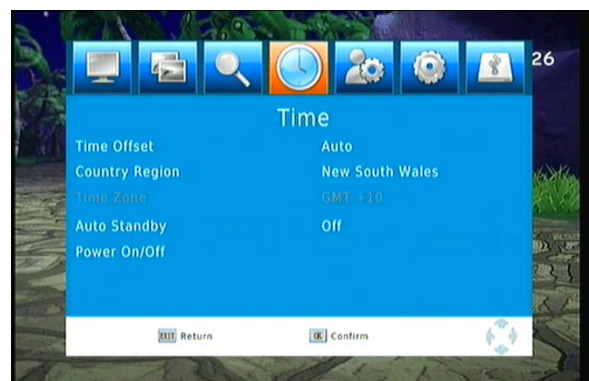 26
Time
Time Offset Auto
Country Region New South Wales
Time Zone GMT +10
Auto Standby Off
Power On/Off
EXIT Return OK Confirm